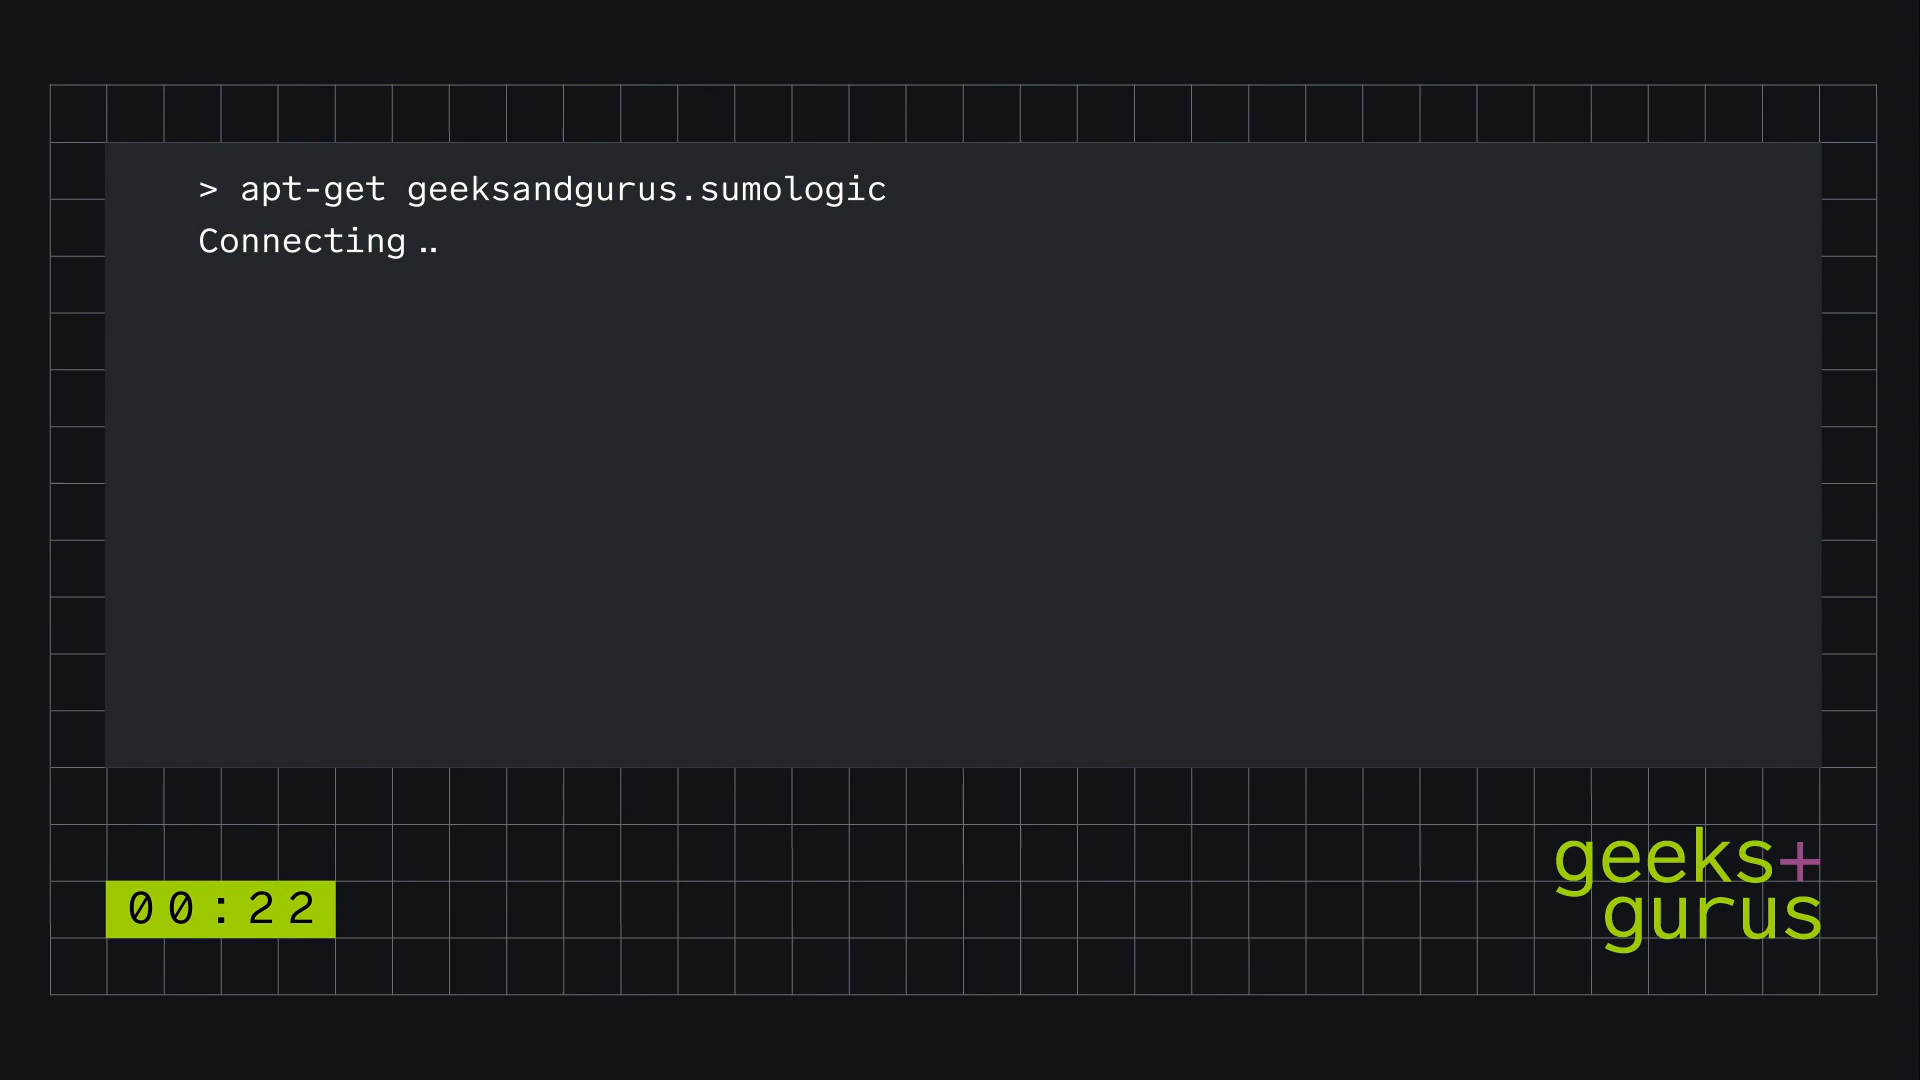 > apt-get geeksandgurus.sumologic
Connecting ..
00:22
geeks+
gurus